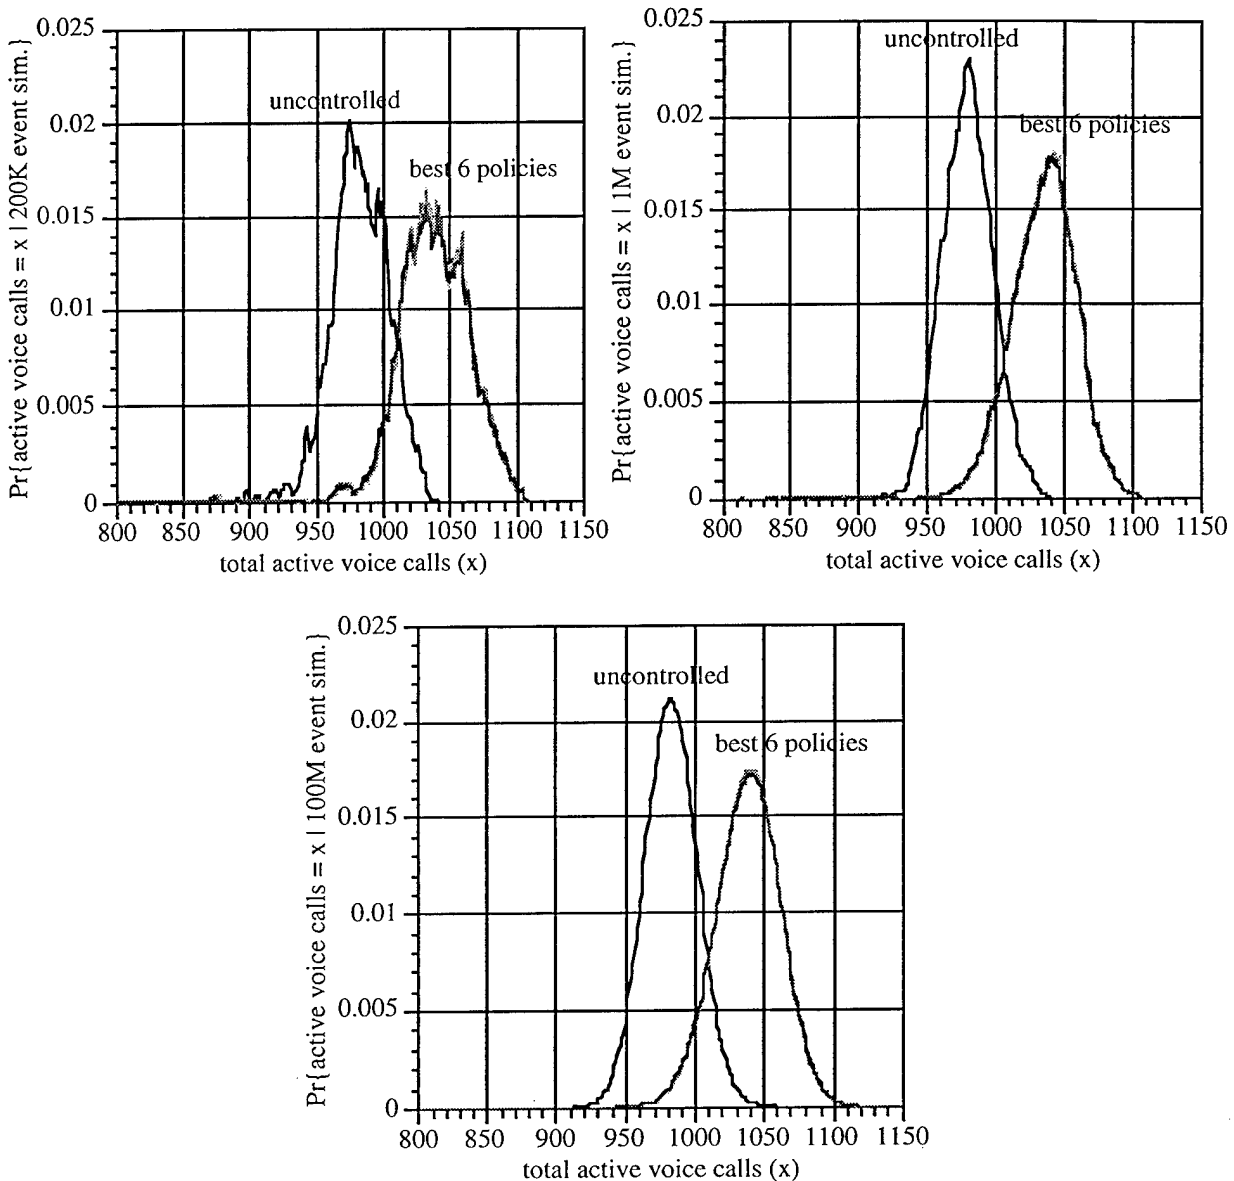 Pr{active voice calls = x | 200K event sim.}
0.025
0.02
0.015
0.01
0.005
0
uncontrolled
best 6 policies
800 850 900 950 1000 1050 1100 1150
total active voice calls (x)
Pr{active voice calls = x | 1M event sim.}
0.025
0.02
0.015
0.01
0.005
0
uncontrolled
best 6 policies
800 850 900 950 1000 1050 1100 1150
total active voice calls (x)
Pr{active voice calls = x | 100M event sim.}
0.025
0.02
0.015
0.01
0.005
0
uncontrolled
best 6 policies
800 850 900 950 1000 1050 1100 1150
total active voice calls (x)